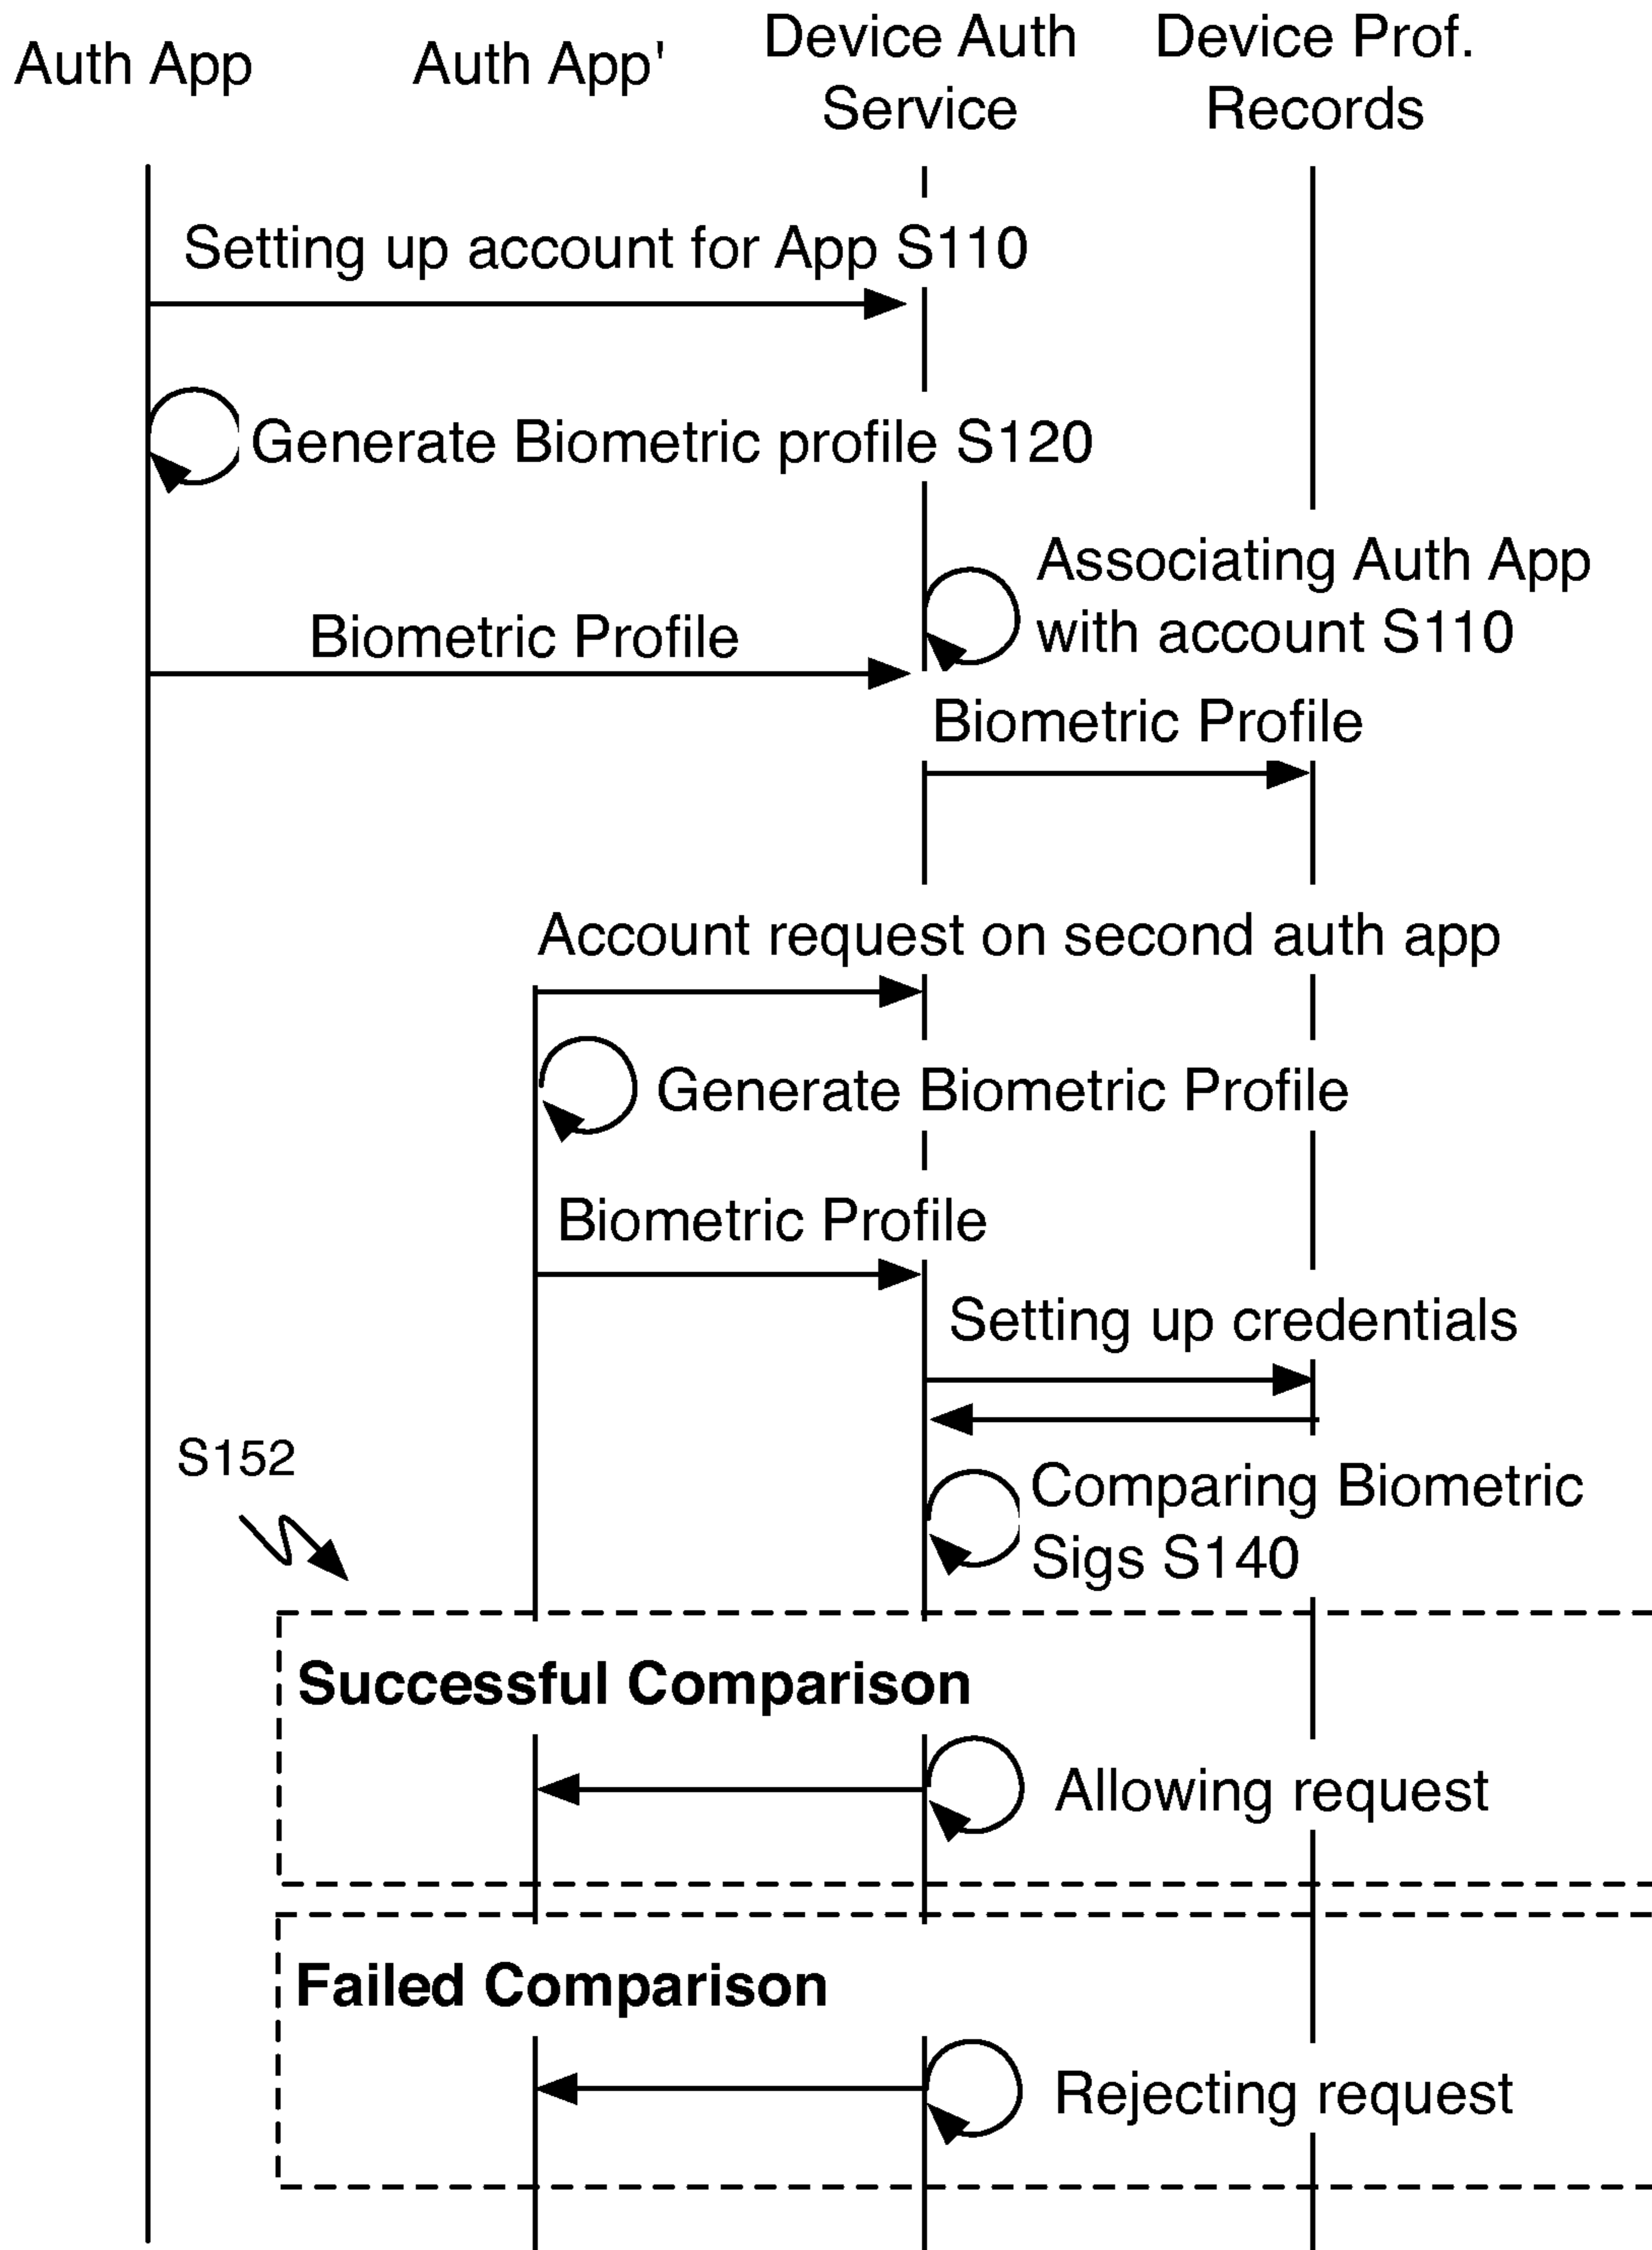 Auth App
Auth App'
Device Auth
Service
Device Prof.
Records
Setting up account for App S110
Generate Biometric profile S120
Associating Auth App
with account S110
Biometric Profile
Biometric Profile
Account request on second auth app
Generate Biometric Profile
Biometric Profile
Setting up credentials
S152
Comparing Biometric
Sigs S140
Successful Comparison
Allowing request
Failed Comparison
Rejecting request